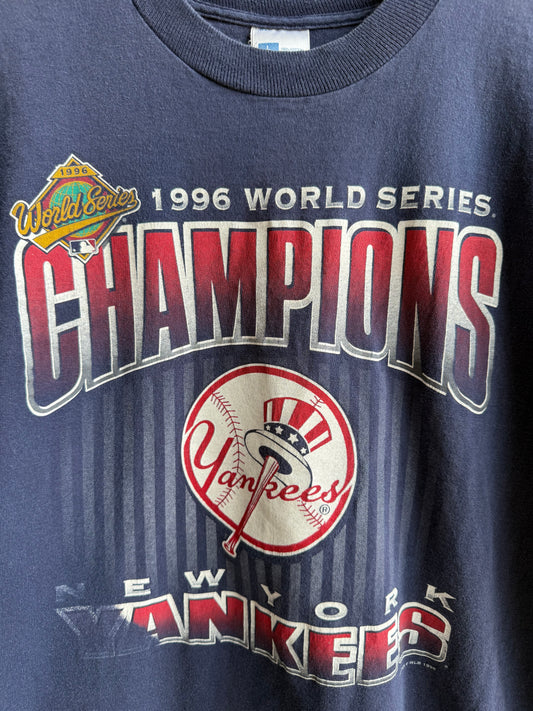 1996
World Series
1996 WORLD SERIES®
CHAMPIONS
Yankees®
NEW YORK
YANKEES